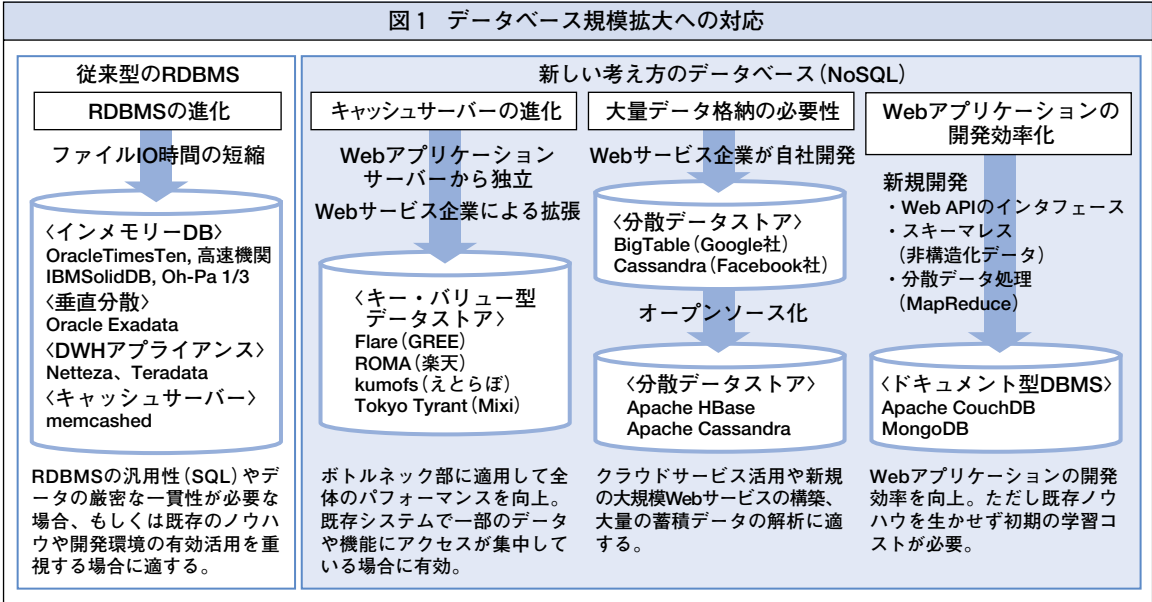 図1 データベース規模拡大への対応
従来型のRDBMS
RDBMSの進化
ファイルIO時間の短縮
〈インメモリーDB〉
OracleTimesTen, 高速機関
IBMSolidDB, Oh-Pa 1/3
〈垂直分散〉
Oracle Exadata
〈DWHアプライアンス〉
Netteza、Teradata
〈キャッシュサーバー〉
memcashed
RDBMSの汎用性(SQL)やデ
ータの厳密な一貫性が必要な
場合、もしくは既存のノウハ
ウや開発環境の有効活用を重
視する場合に適する。
新しい考え方のデータベース(NoSQL)
キャッシュサーバーの進化
Webアプリケーション
サーバーから独立
Webサービス企業による拡張
〈キー・バリュー型
データストア〉
Flare(GREE)
ROMA(楽天)
kumofs(えとらぼ)
Tokyo Tyrant(Mixi)
ボトルネック部に適用して全
体のパフォーマンスを向上。
既存システムで一部のデータ
や機能にアクセスが集中して
いる場合に有効。
大量データ格納の必要性
Webサービス企業が自社開発
〈分散データストア〉
BigTable(Google社)
Cassandra(Facebook社)
オープンソース化
〈分散データストア〉
Apache HBase
Apache Cassandra
クラウドサービス活用や新規
の大規模Webサービスの構築、
大量の蓄積データの解析に適
する。
Webアプリケーションの
開発効率化
新規開発
・Web APIのインタフェース
・スキーマレス
(非構造化データ)
・分散データ処理
(MapReduce)
〈ドキュメント型DBMS〉
Apache CouchDB
MongoDB
Webアプリケーションの開発
効率を向上。ただし既存ノウ
ハウを生かせず初期の学習コ
ストが必要。